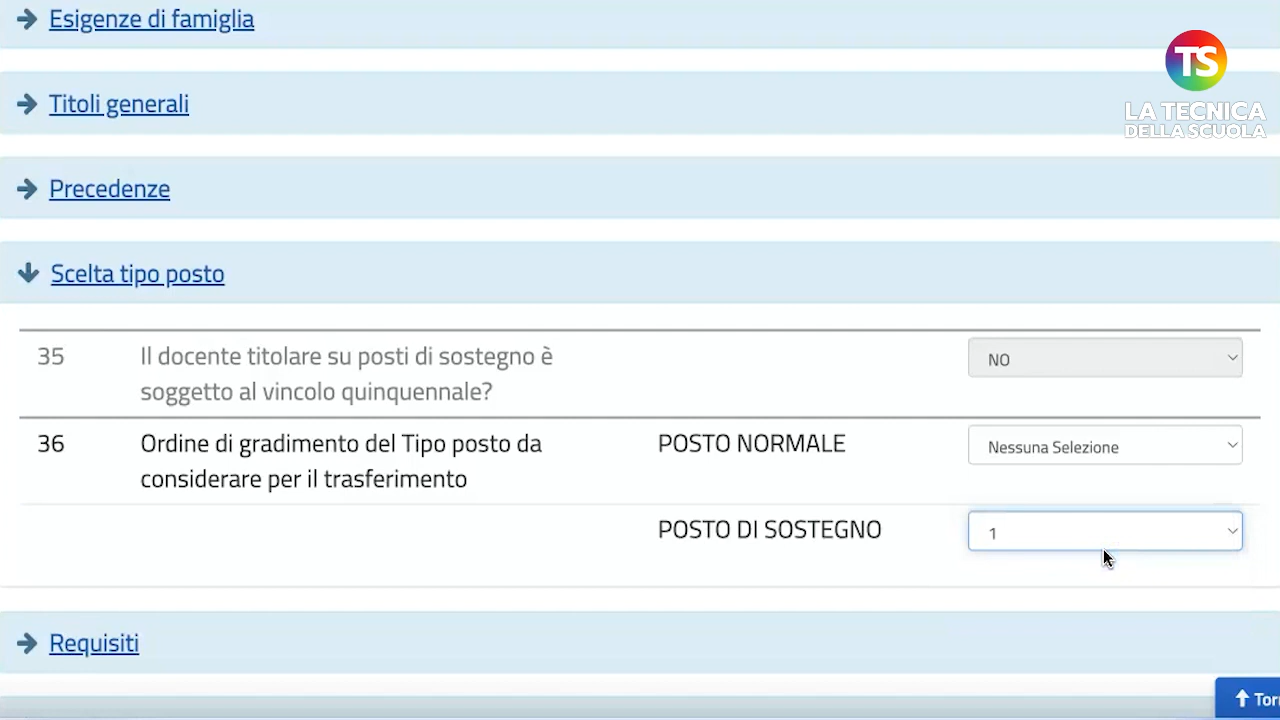 Esigenze di famiglia
TS
LA TECNICA
DELLA SCUOLA
Titoli generali
Precedenze
Scelta tipo posto
35 Il docente titolare su posti di sostegno è NO
soggetto al vincolo quinquennale?
36 Ordine di gradimento del Tipo posto da POSTO NORMALE Nessuna Selezione
considerare per il trasferimento
POSTO DI SOSTEGNO 1
Requisiti